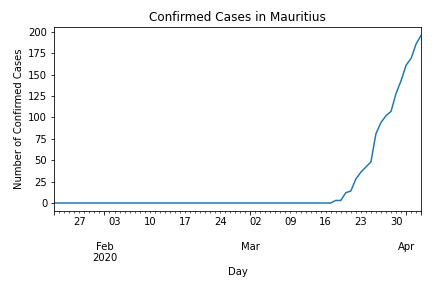 Confirmed Cases in Mauritius
Number of Confirmed Cases
200
175
150
125
100
75
50
25
0
27 03 10 17 24 02 09 16 23 30
Feb Mar Apr
2020
Day